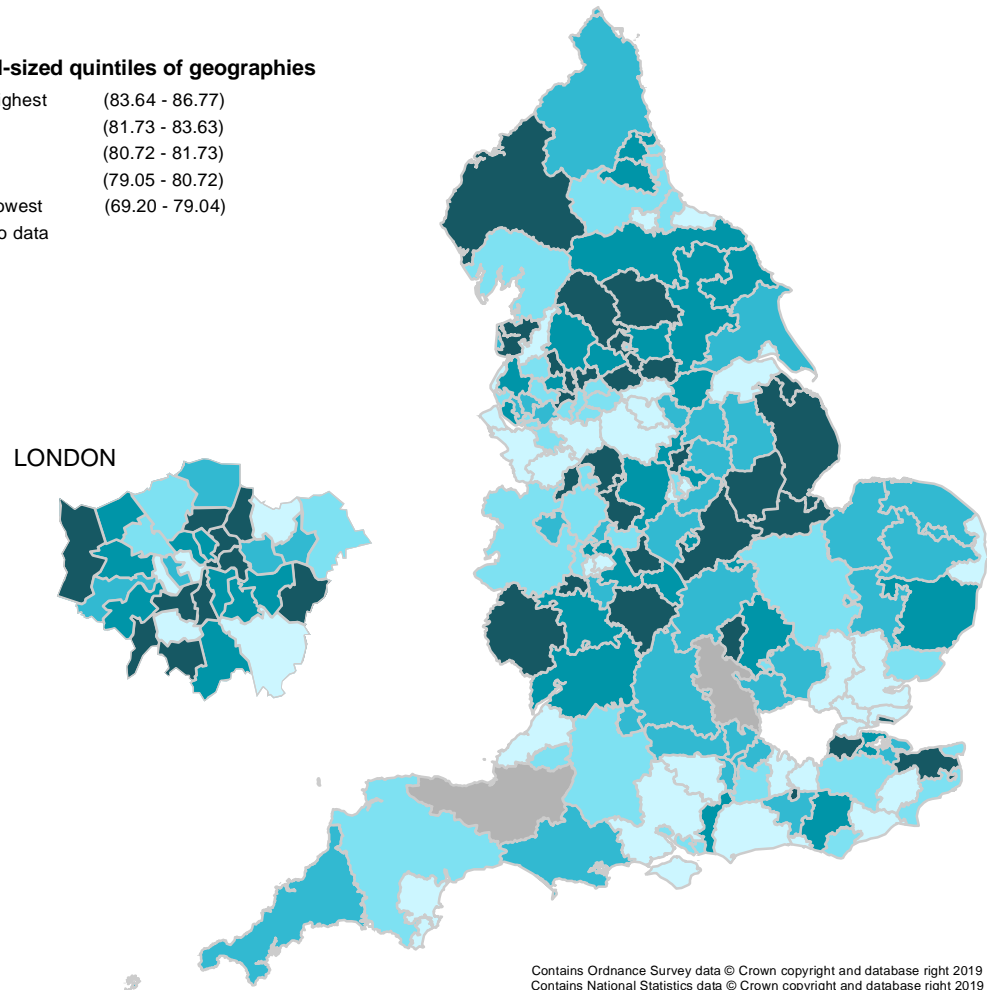 l-sized quintiles of geographies
ghest (83.64 - 86.77)
(81.73 - 83.63)
(80.72 - 81.73)
(79.05 - 80.72)
owest (69.20 - 79.04)
o data
LONDON
Contains Ordnance Survey data © Crown copyright and database right 2019
Contains National Statistics data © Crown copyright and database right 2019